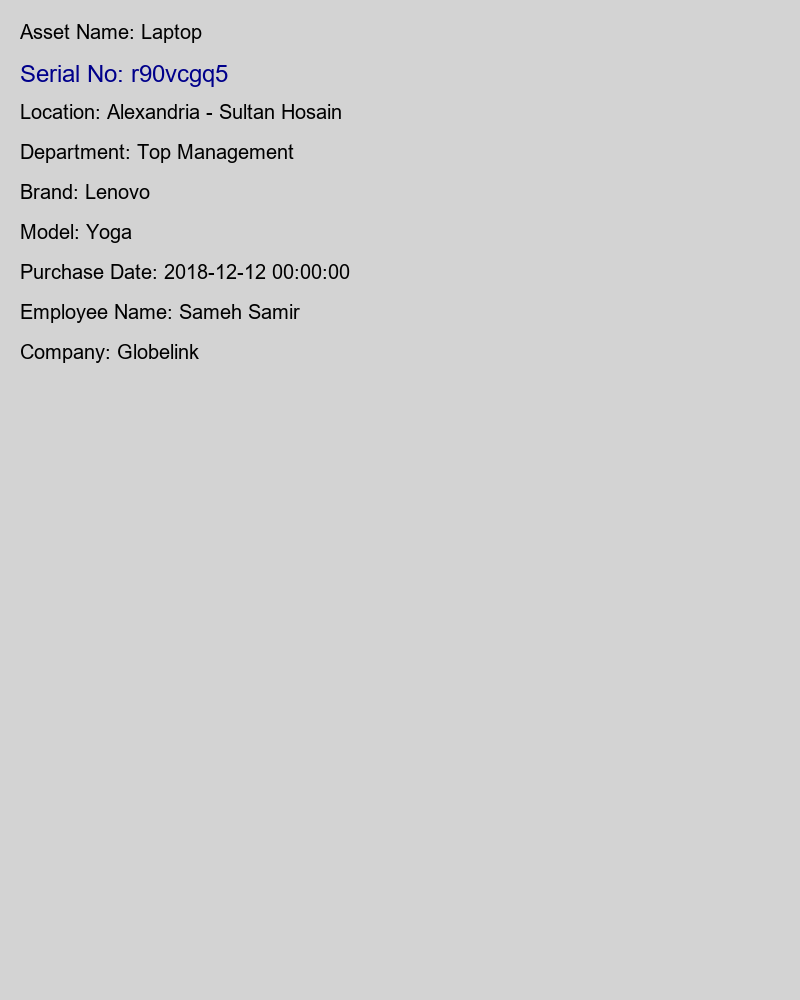 Asset Name: Laptop
Serial No: r90vcgq5
Location: Alexandria - Sultan Hosain
Department: Top Management
Brand: Lenovo
Model: Yoga
Purchase Date: 2018-12-12 00:00:00
Employee Name: Sameh Samir
Company: Globelink